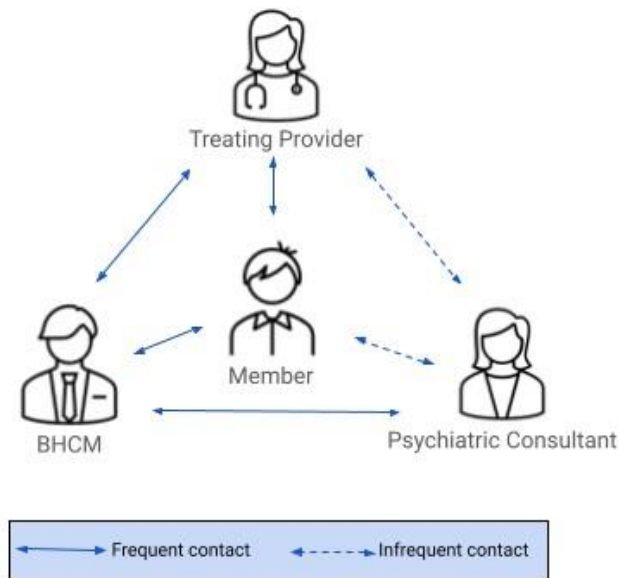 Treating Provider
Member
BHCM
Psychiatric Consultant
Frequent contact
Infrequent contact